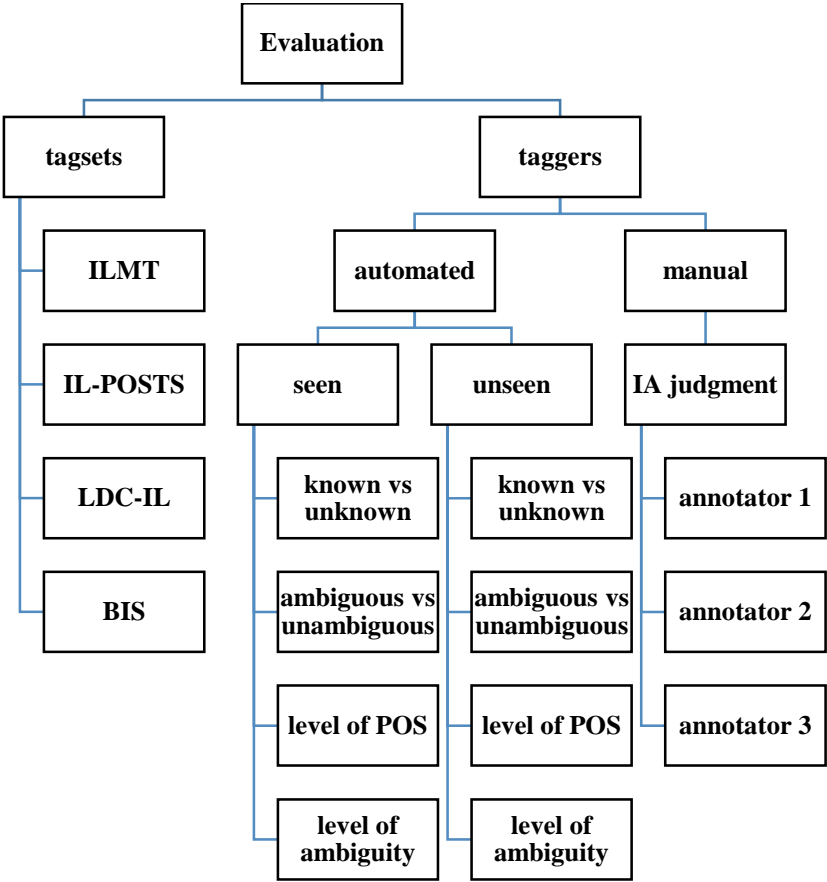 Evaluation
tagsets
taggers
ILMT
automated
manual
IL-POSTS
seen
unseen
IA judgment
LDC-IL
known vs
unknown
known vs
unknown
annotator 1
BIS
ambiguous vs
unambiguous
ambiguous vs
unambiguous
annotator 2
level of POS
level of POS
annotator 3
level of
ambiguity
level of
ambiguity